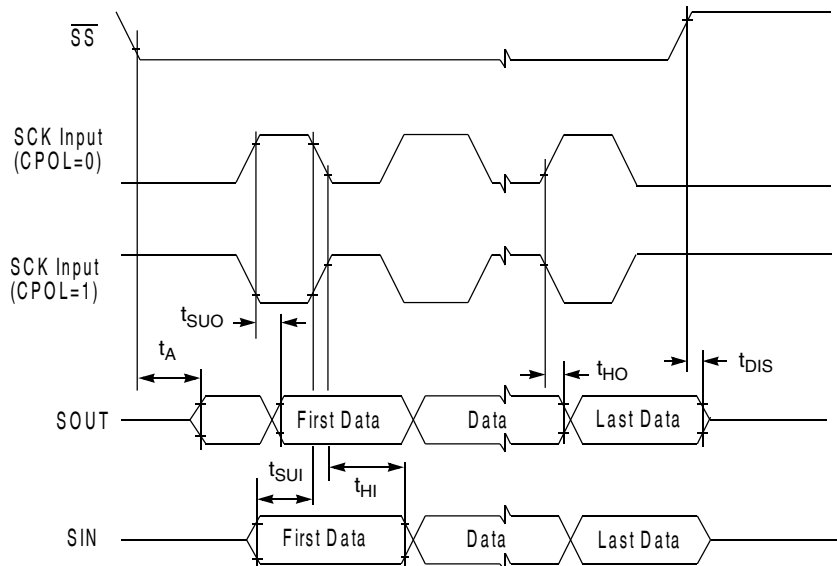 SS
SCK Input
(CPOL=0)
SCK Input
(CPOL=1)
tSUO
tA
tHO
tDIS
SOUT
First Data
Data
Last Data
tSUI
tHI
SIN
First Data
Data
Last Data